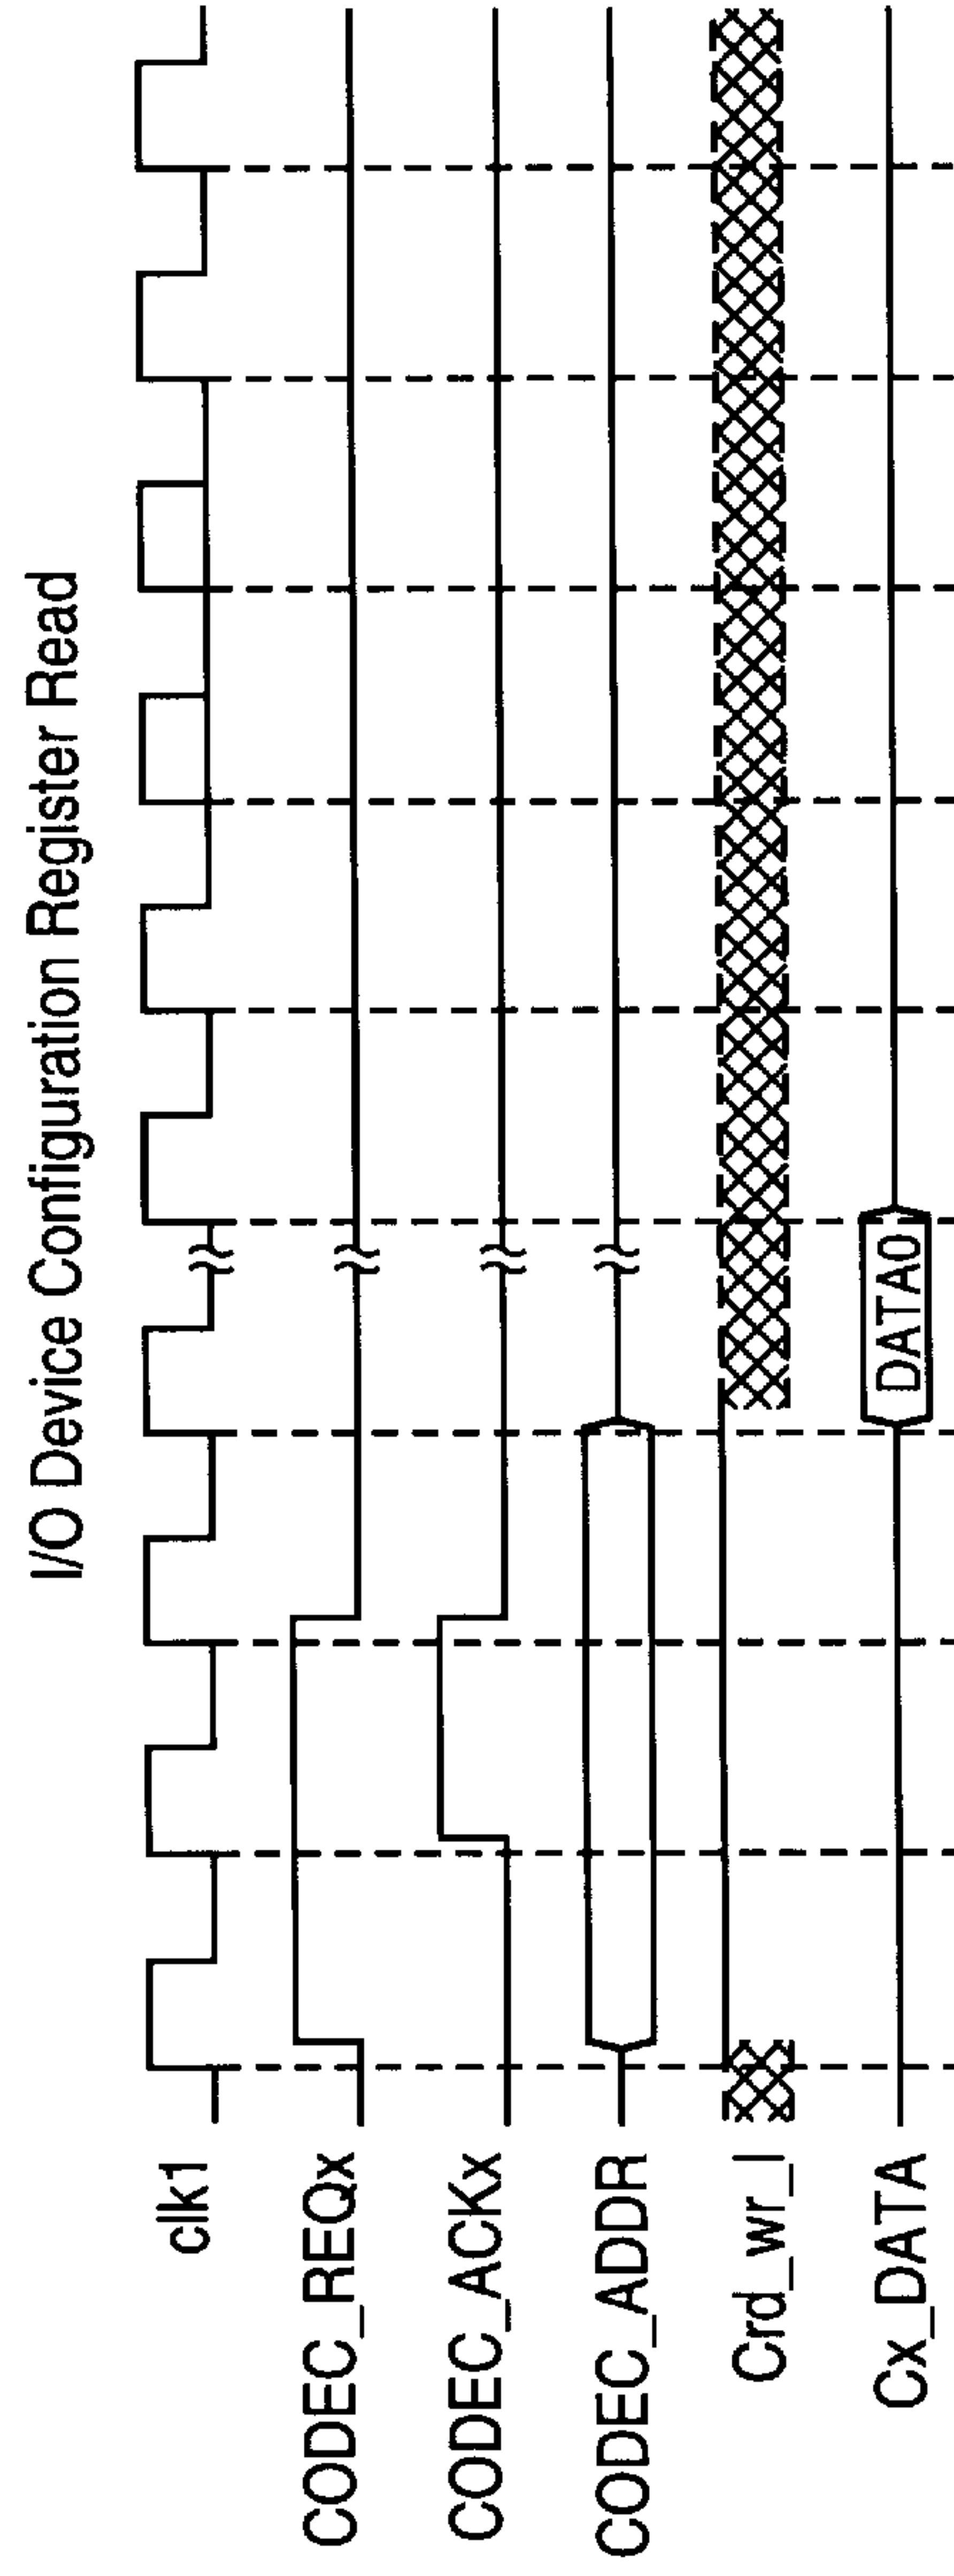 I/O Device Configuration Register Read
clk1
CODEC_REQx
CODEC_ACKx
CODEC_ADDR
Crd_wr_l
Cx_DATA
DATA0